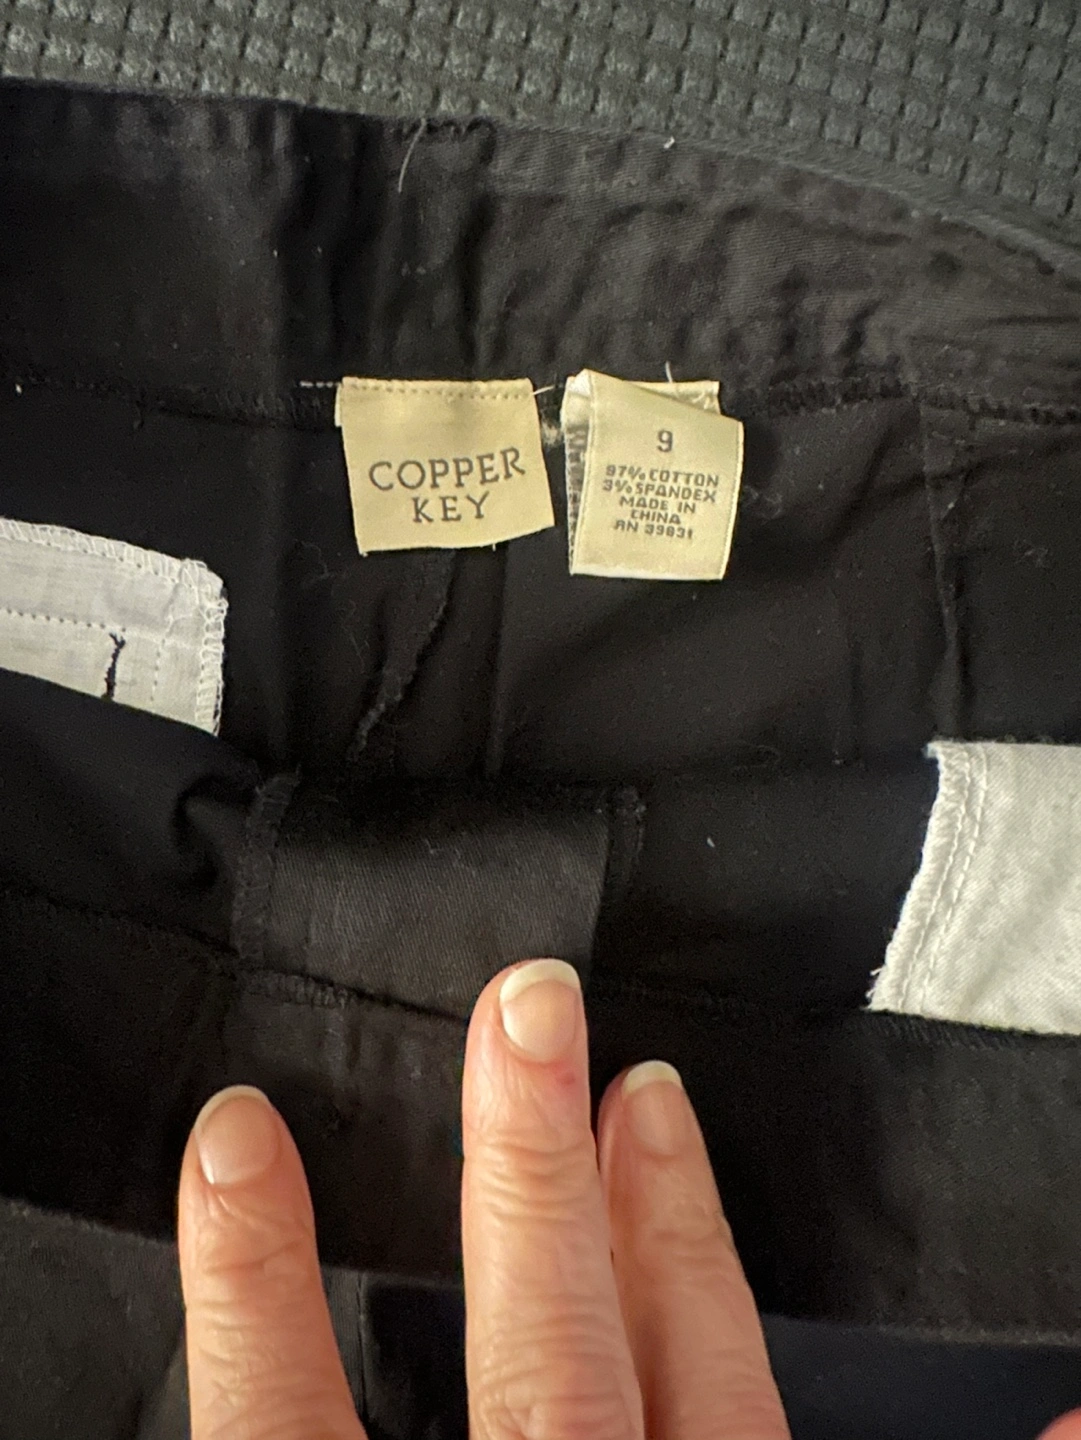 COPPER
KEY
9
97% COTTON
3% SPANDEX
MADE IN
CHINA
RN 39831